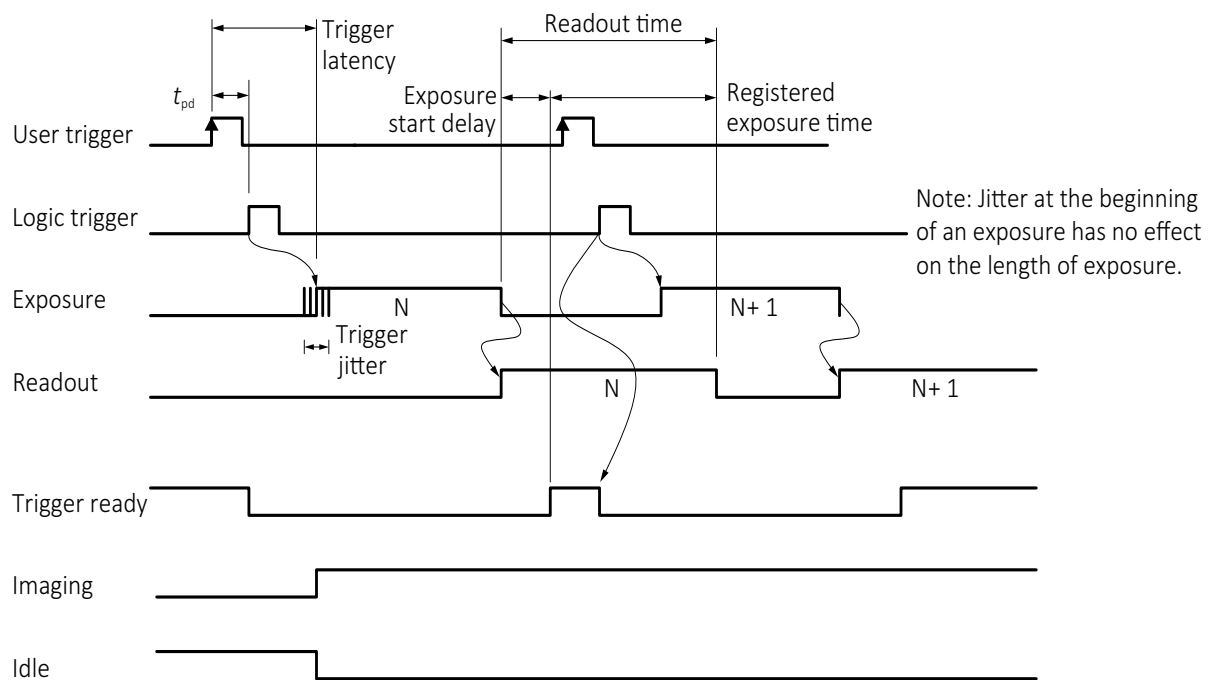 Trigger
latency
Readout time
tpd
Exposure
start delay
Registered
exposure time
User trigger
Logic trigger
Note: Jitter at the beginning
of an exposure has no effect
on the length of exposure.
Exposure
N
N+ 1
Trigger
jitter
Readout
N
N+ 1
Trigger ready
Imaging
Idle